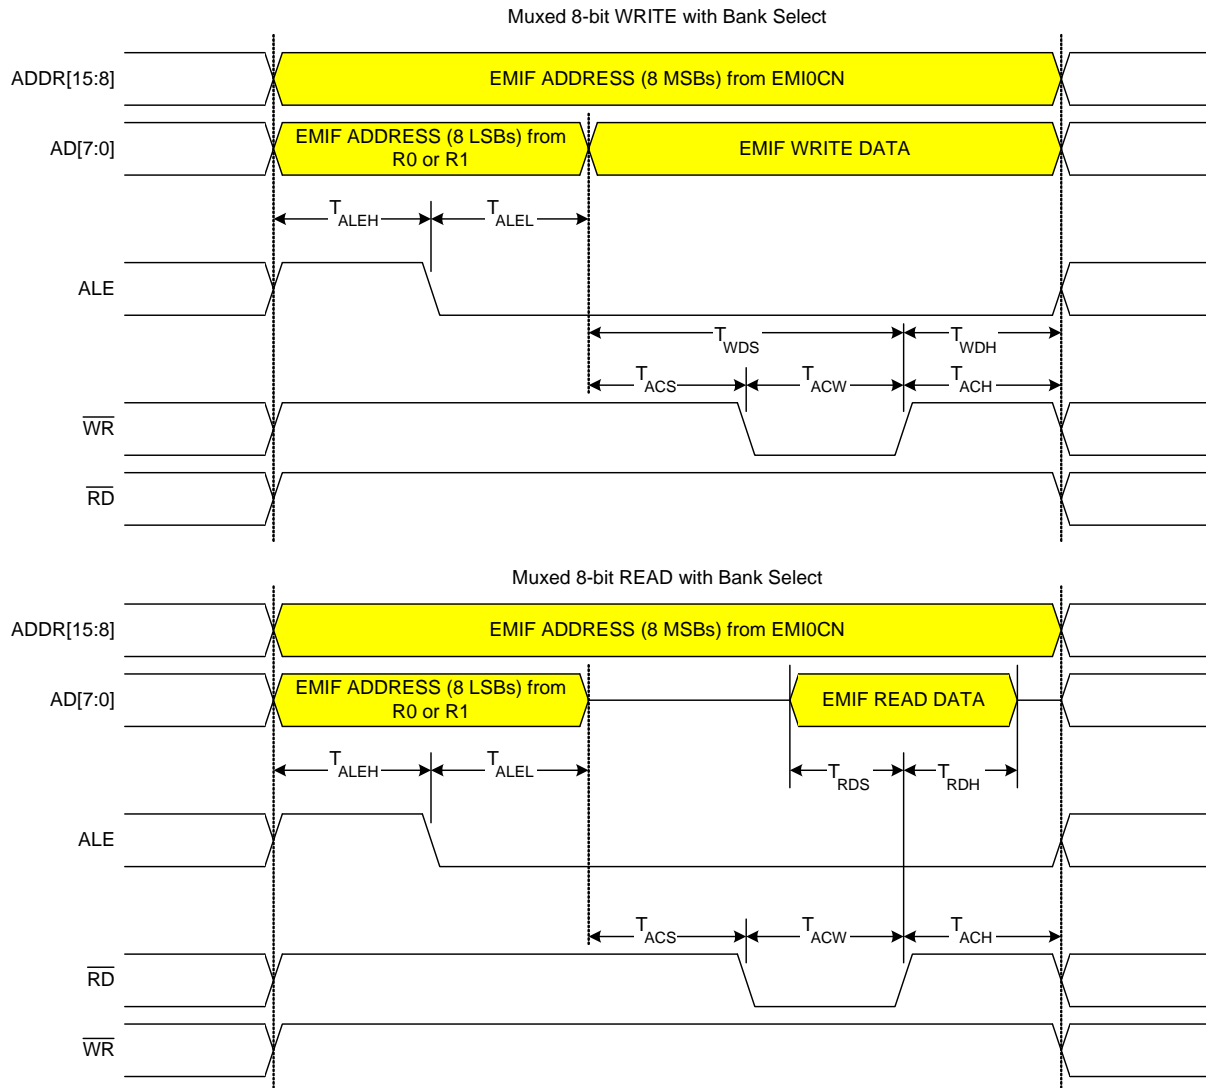 Muxed 8-bit WRITE with Bank Select
ADDR[15:8]
EMIF ADDRESS (8 MSBs) from EMI0CN
AD[7:0]
EMIF ADDRESS (8 LSBs) from
R0 or R1
EMIF WRITE DATA
TALEH
TALEL
ALE
TWDS
TWDH
TACS
TACW
TACH
WR
RD
Muxed 8-bit READ with Bank Select
ADDR[15:8]
EMIF ADDRESS (8 MSBs) from EMI0CN
AD[7:0]
EMIF ADDRESS (8 LSBs) from
R0 or R1
EMIF READ DATA
TALEH
TALEL
TRDS
TRDH
ALE
TACS
TACW
TACH
RD
WR